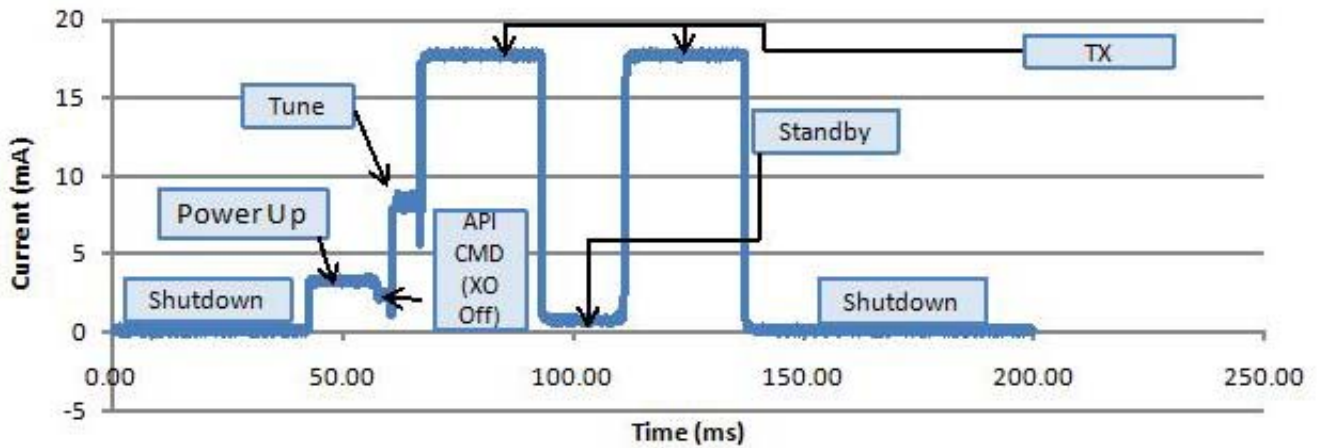 20
TX
15
Tune
Standby
Current (mA)
10
Power Up
API
CMD
(XO
Off)
5
Shutdown
Shutdown
0
0.00 50.00 100.00 150.00 200.00 250.00
-5
Time (ms)